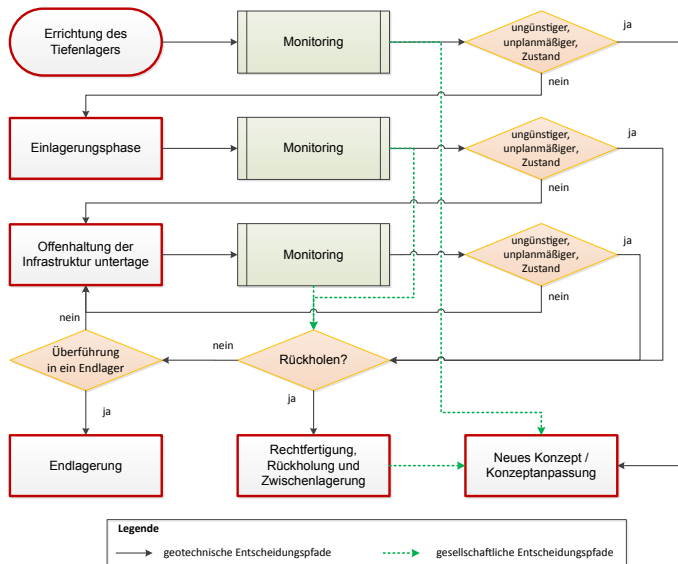 Errichtung des
Tiefenlagers
Monitoring
ungünstiger,
unplanmäßiger,
Zustand
ja
nein
Einlagerungsphase
Monitoring
ungünstiger,
unplanmäßiger,
Zustand
ja
nein
Offenhaltung der
Infrastruktur untertage
Monitoring
ungünstiger,
unplanmäßiger,
Zustand
ja
nein
nein
Überführung
in ein Endlager
nein
Rückholen?
ja
ja
Endlagerung
Rechtfertigung,
Rückholung und
Zwischenlagerung
Neues Konzept /
Konzeptanpassung
Legende
geotechnische Entscheidungspfade
gesellschaftliche Entscheidungspfade